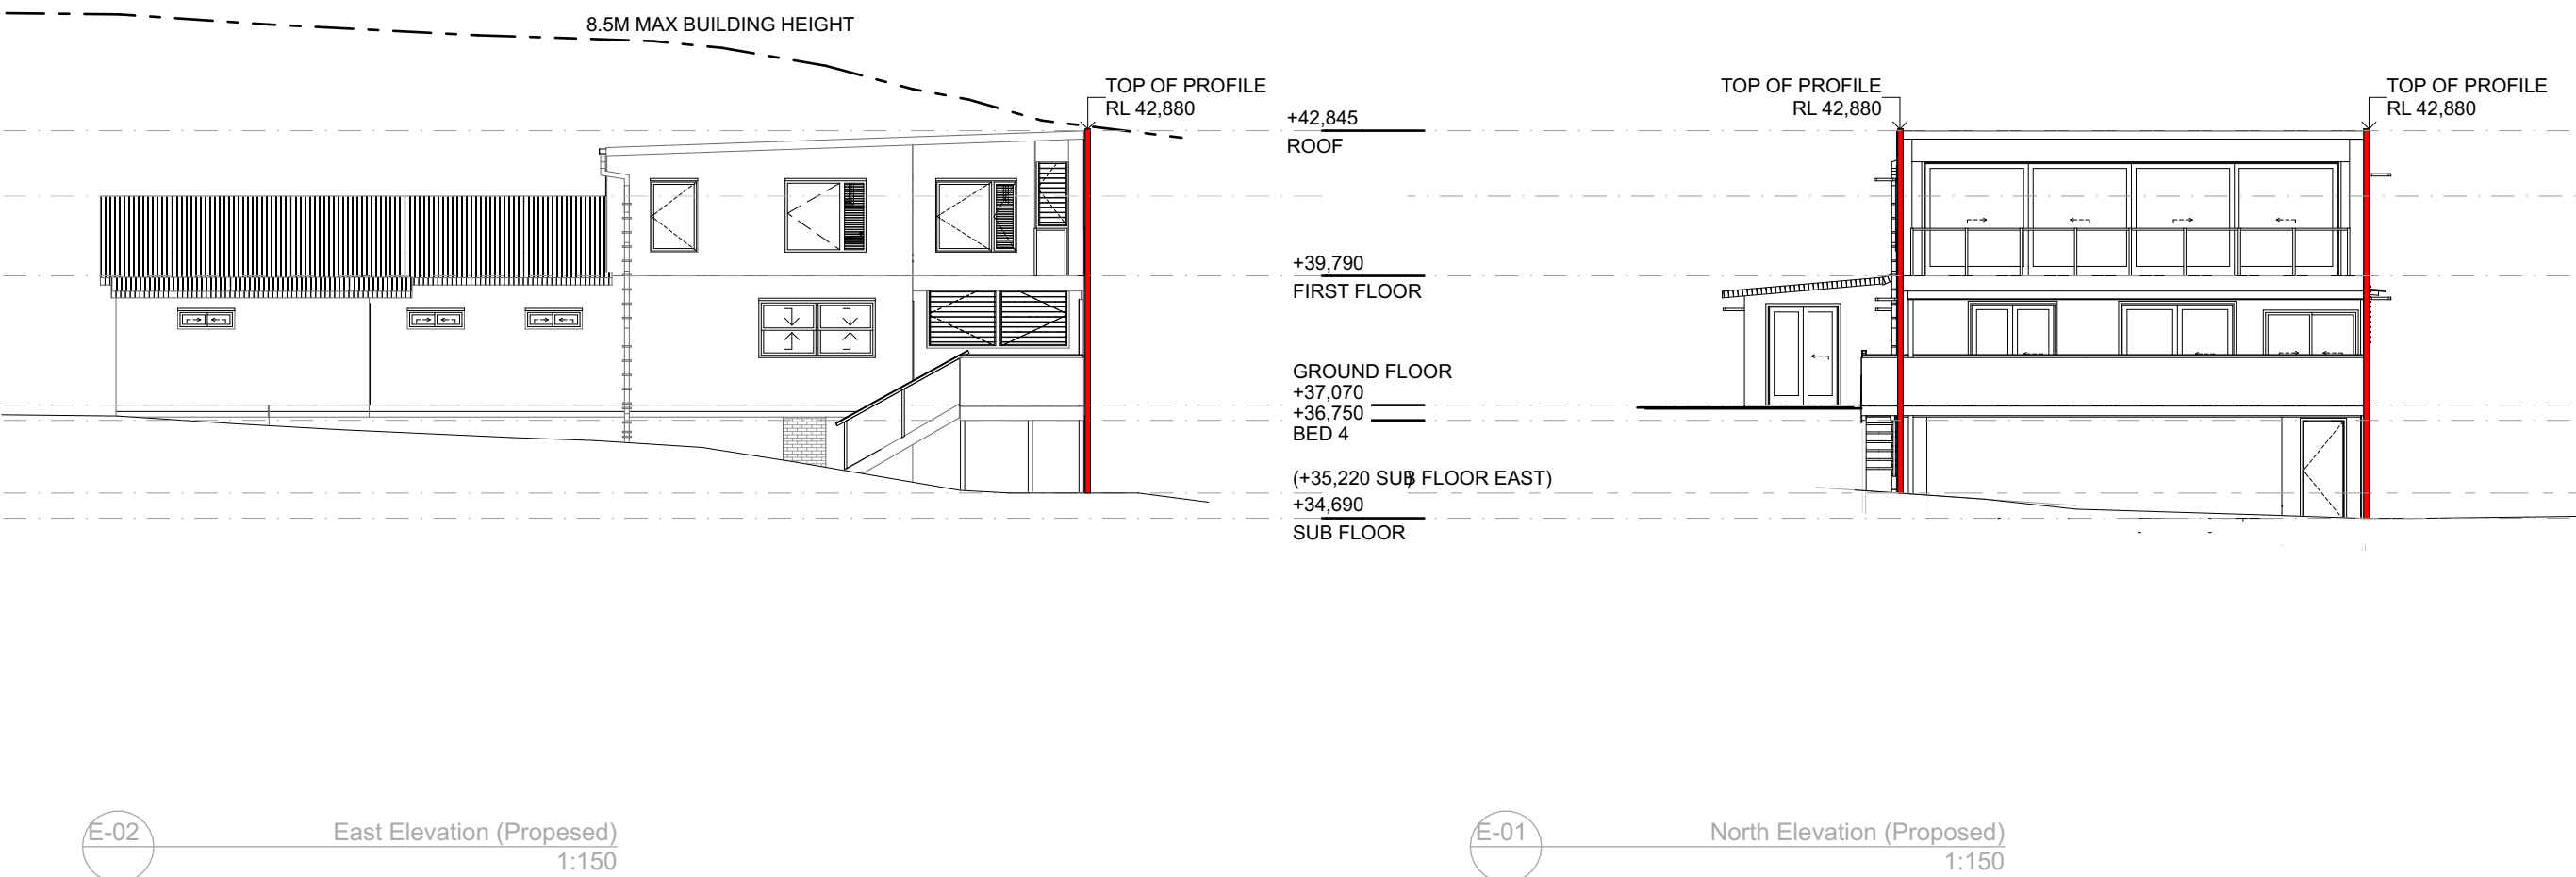 8.5M MAX BUILDING HEIGHT
TOP OF PROFILE
RL 42,880
+42,845
ROOF
+39,790
FIRST FLOOR
GROUND FLOOR
+37,070
+36,750
BED 4
(+35,220 SUB FLOOR EAST)
+34,690
SUB FLOOR
TOP OF PROFILE
RL 42,880
TOP OF PROFILE
RL 42,880
E-02
East Elevation (Propesed)
1:150
E-01
North Elevation (Proposed)
1:150